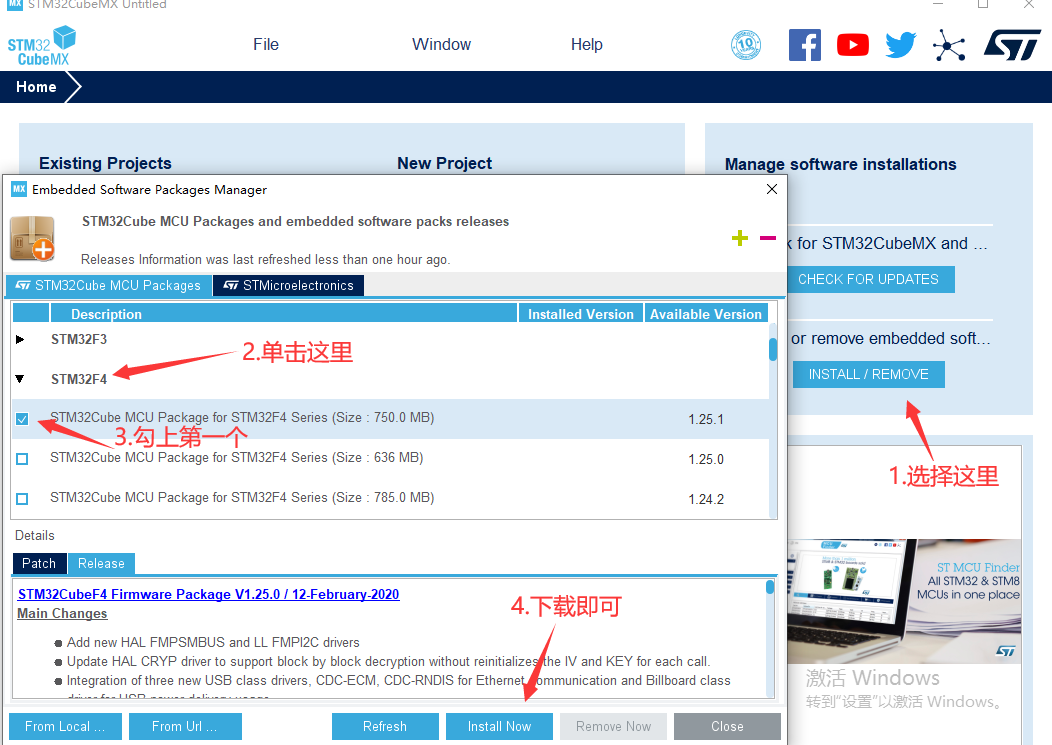 MX STM32CubeMX Untitled
STM32
CubeMX
File
Window
Help
10
Home
Existing Projects
New Project
Manage software installations
MX Embedded Software Packages Manager
STM32Cube MCU Packages and embedded software packs releases
Releases Information was last refreshed less than one hour ago.
k for STM32CubeMX and ...
CHECK FOR UPDATES
or remove embedded soft...
INSTALL / REMOVE
1.选择这里
STM32Cube MCU Packages
STMicroelectronics
Description
Installed Version
Available Version
STM32F3
2.单击这里
STM32F4
STM32Cube MCU Package for STM32F4 Series (Size : 750.0 MB)
1.25.1
3.勾上第一个
STM32Cube MCU Package for STM32F4 Series (Size : 636 MB)
1.25.0
STM32Cube MCU Package for STM32F4 Series (Size : 785.0 MB)
1.24.2
Details
Patch
Release
STM32CubeF4 Firmware Package V1.25.0 / 12-February-2020
Main Changes
4.下载即可
Add new HAL FMPSMBUS and LL FMPI2C drivers
Update HAL CRYP driver to support block by block decryption without reinitializes the IV and KEY for each call.
Integration of three new USB class drivers, CDC-ECM, CDC-RNDIS for Ethernet communication and Billboard class
driver for USB power delivery usage
From Local ...
From Url ...
Refresh
Install Now
Remove Now
Close
ST MCU Finder
All STM32 & STM8
MCUs in one place
激活 Windows
转到"设置"以激活 Windows。